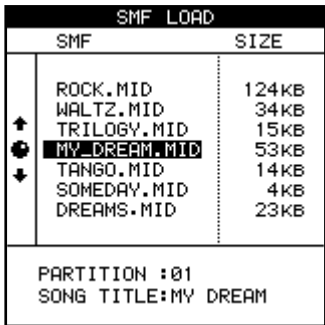 SMF LOAD
SMF SIZE
ROCK.MID 124KB
WALTZ.MID 34KB
TRILOGY.MID 15KB
MY_DREAM.MID 53KB
TANGO.MID 14KB
SOMEDAY.MID 4KB
DREAMS.MID 23KB
PARTITION :01
SONG TITLE:MY DREAM